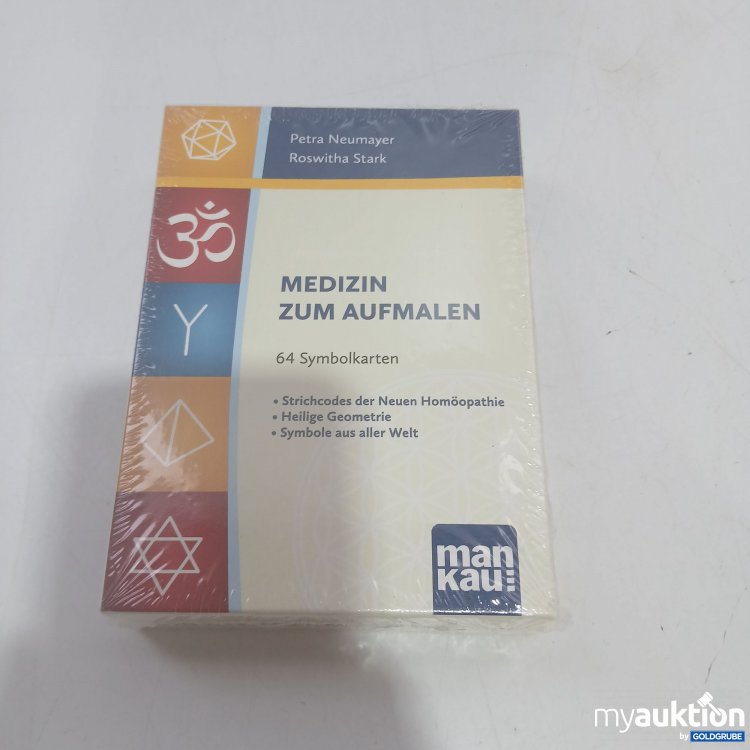 Petra Neumayer
Roswitha Stark
ॐ
MEDIZIN
ZUM AUFMALEN
64 Symbolkarten
• Strichcodes der Neuen Homöopathie
• Heilige Geometrie
• Symbole aus aller Welt
man
kau
myauktion
by GOLDGRUBE